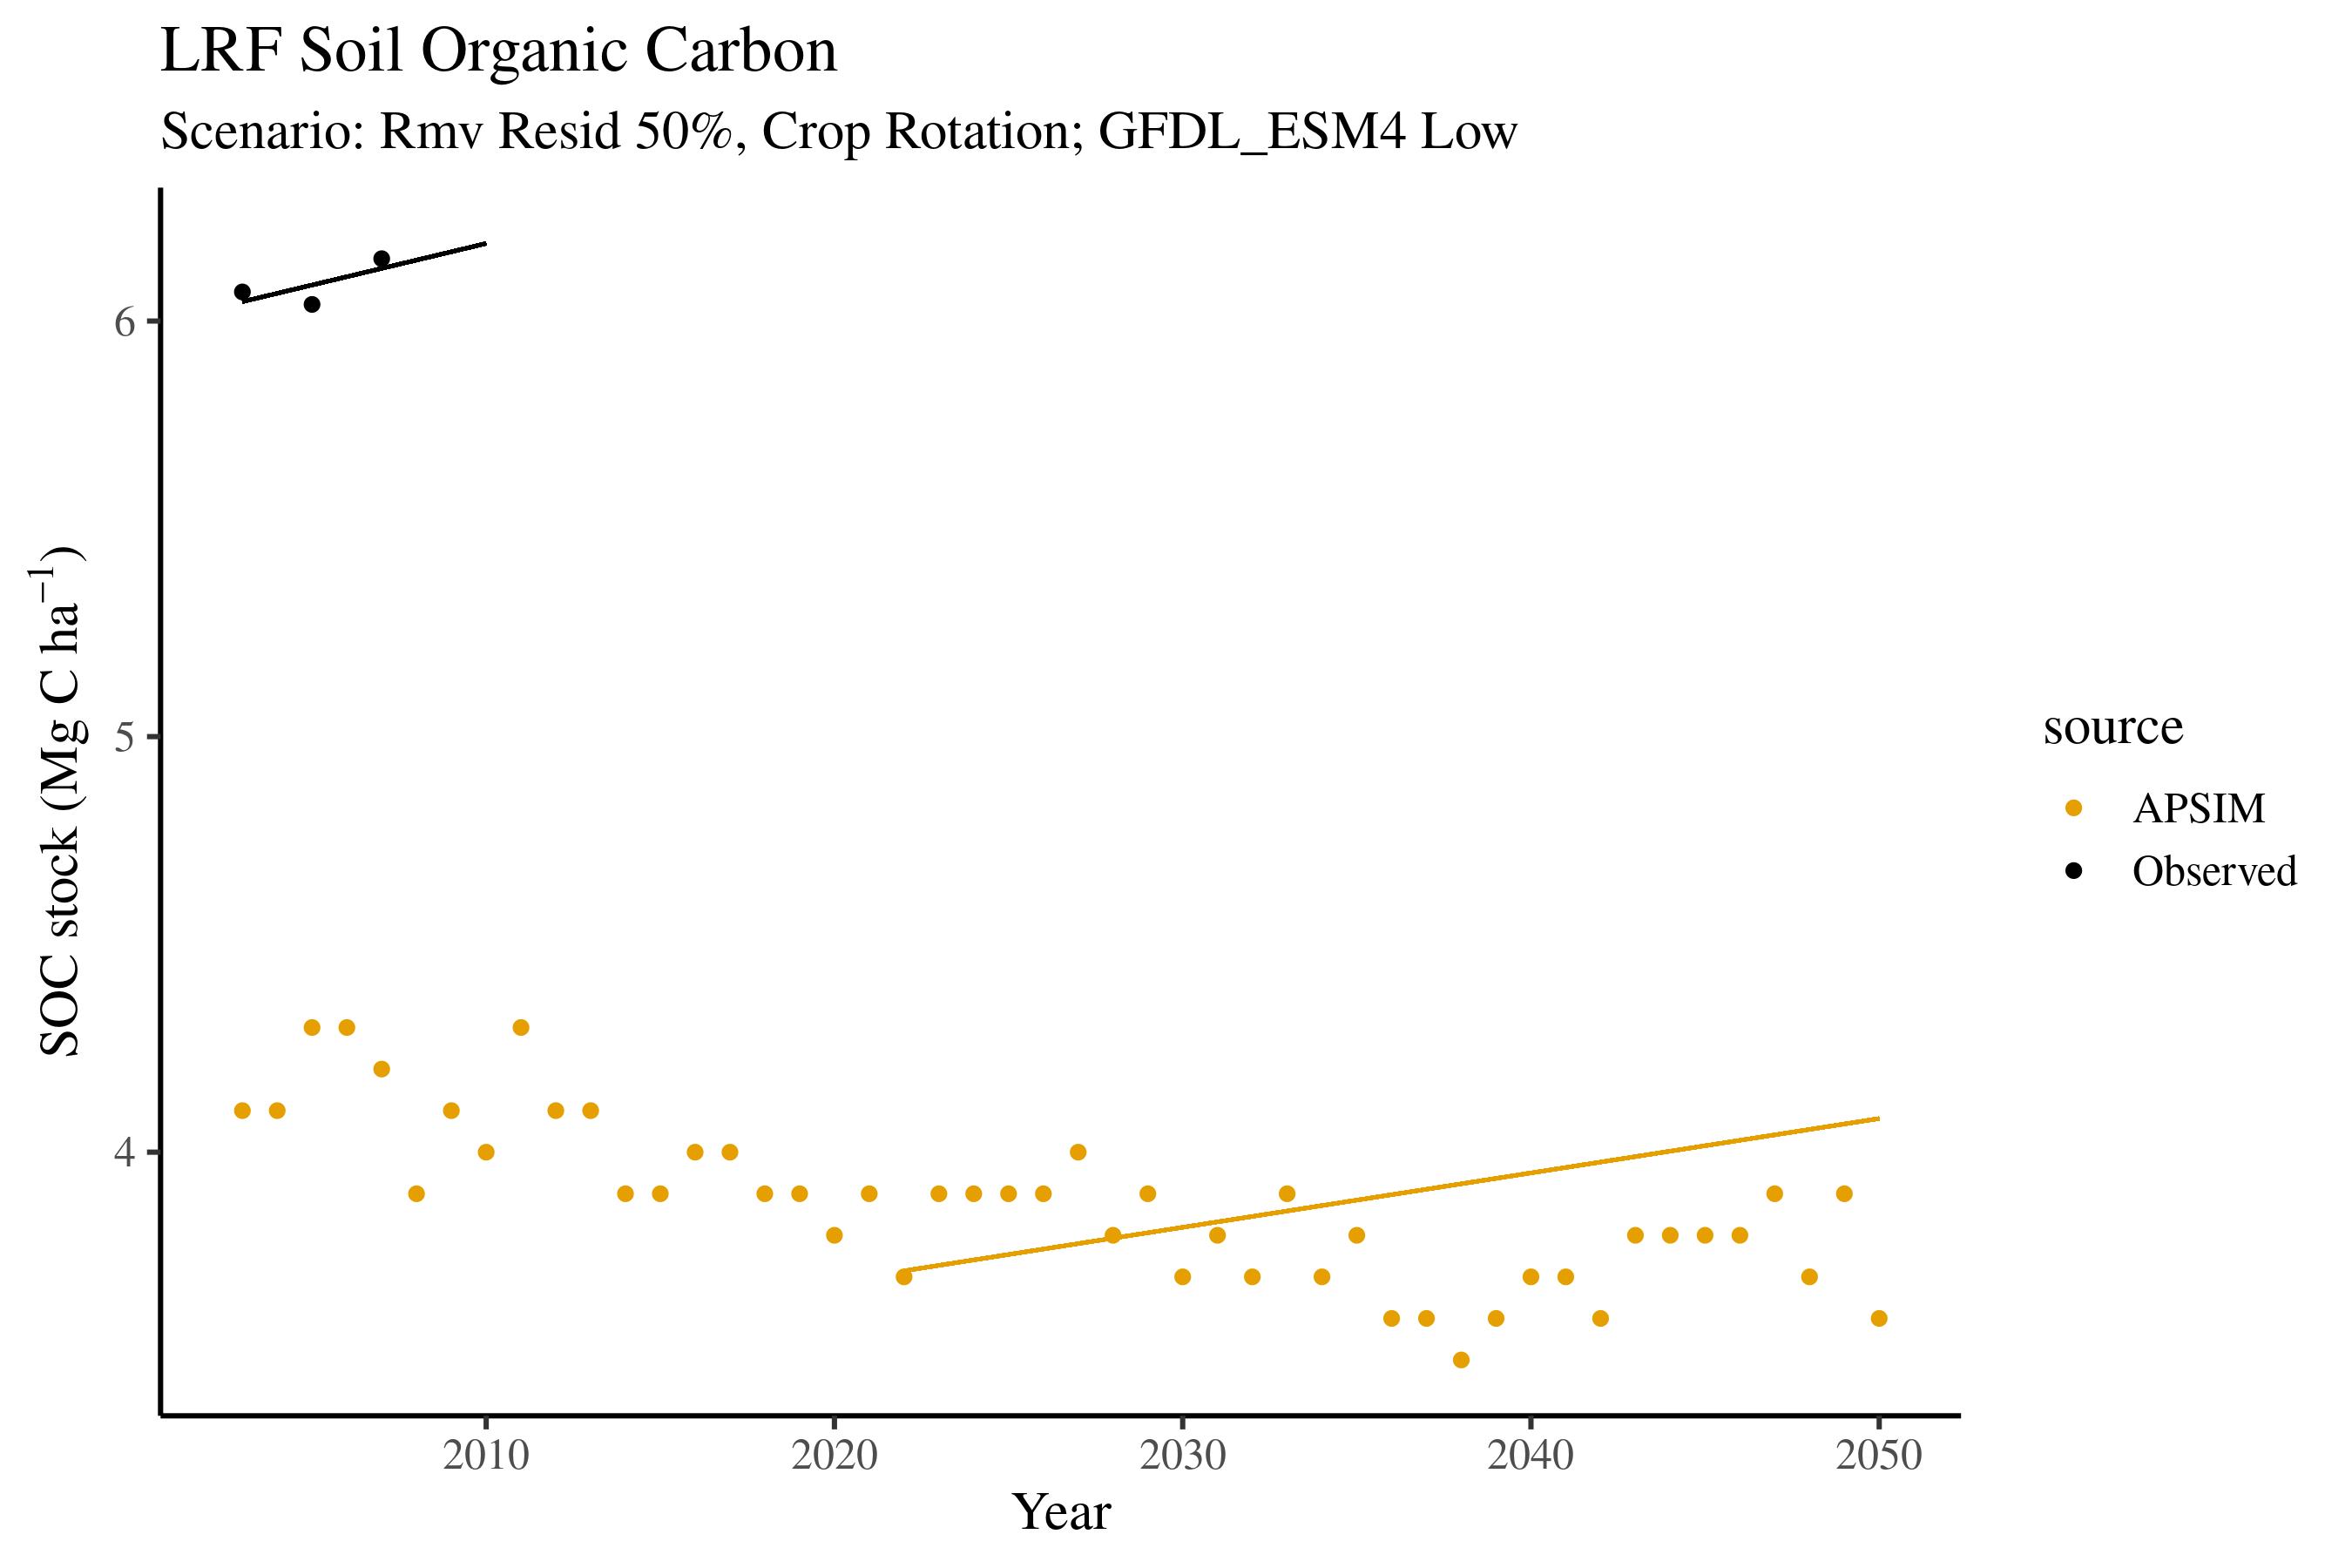 LRF Soil Organic Carbon
Scenario: Rmv Resid 50%, Crop Rotation; GFDL_ESM4 Low
SOC stock (Mg C ha⁻¹)
6
5
4
2010 2020 2030 2040 2050
Year
source
APSIM
Observed